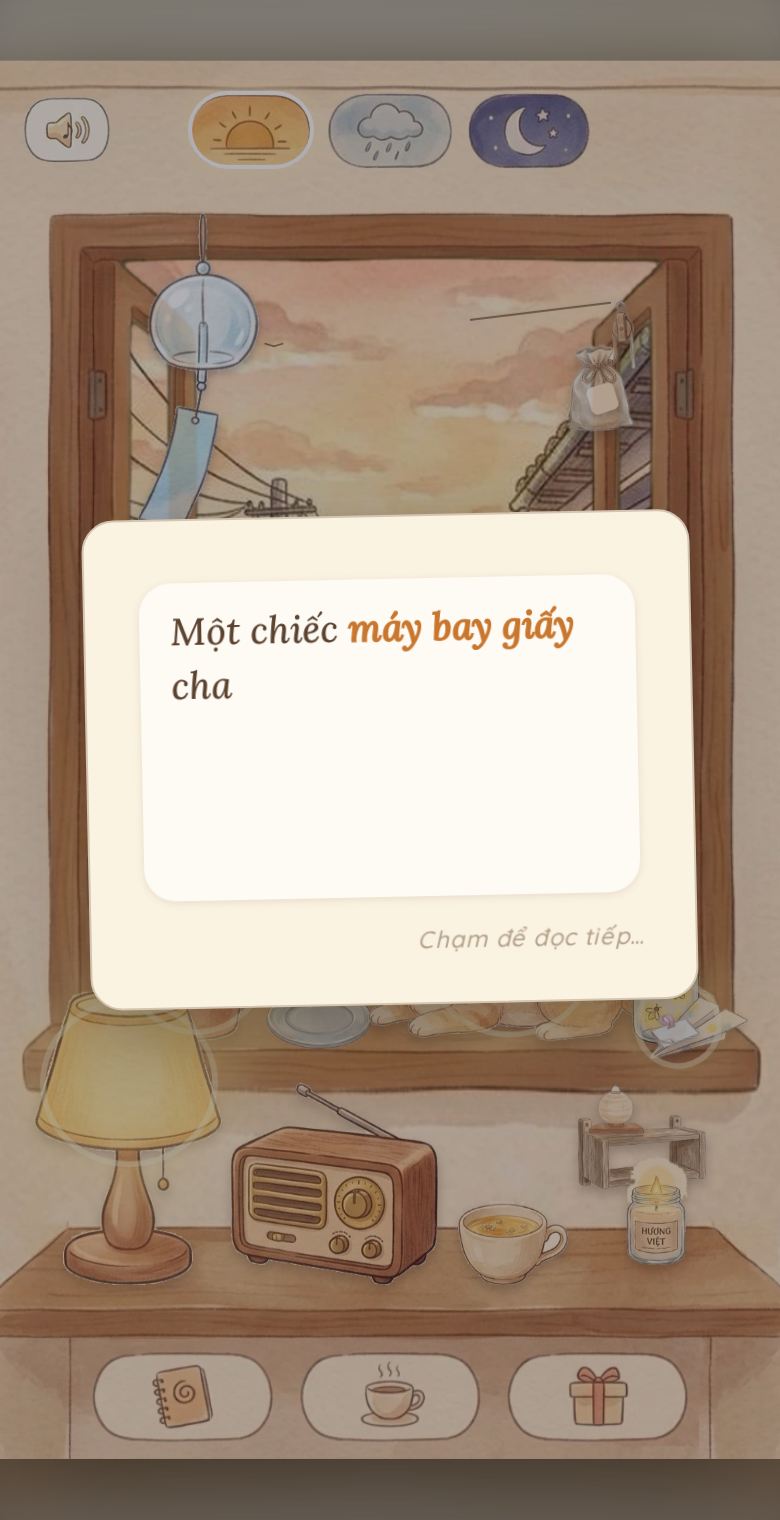 Một chiếc máy bay giấy
cha
Chạm để đọc tiếp...
HƯƠNG
VIỆT